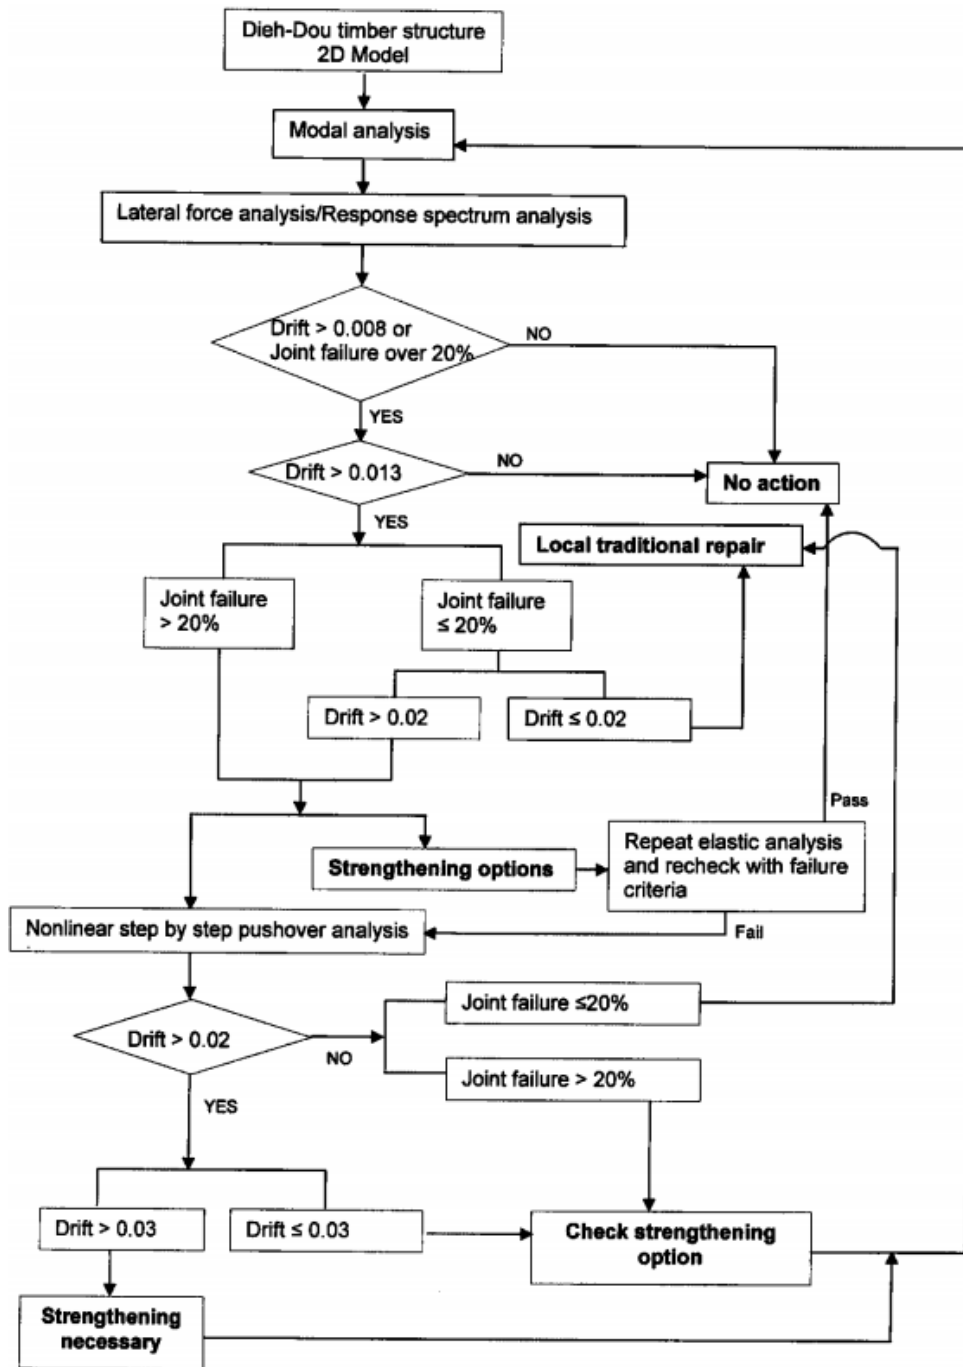 Dieh-Dou timber structure
2D Model
Modal analysis
Lateral force analysis/Response spectrum analysis
Drift > 0.008 or
Joint failure over 20%
NO
YES
Drift > 0.013
NO
YES
No action
Local traditional repair
Joint failure
> 20%
Joint failure
≤ 20%
Drift > 0.02
Drift ≤ 0.02
Pass
Strengthening options
Repeat elastic analysis
and recheck with failure
criteria
Fail
Nonlinear step by step pushover analysis
Drift > 0.02
NO
YES
Joint failure ≤20%
Joint failure > 20%
Drift > 0.03
Drift ≤ 0.03
Check strengthening
option
Strengthening
necessary